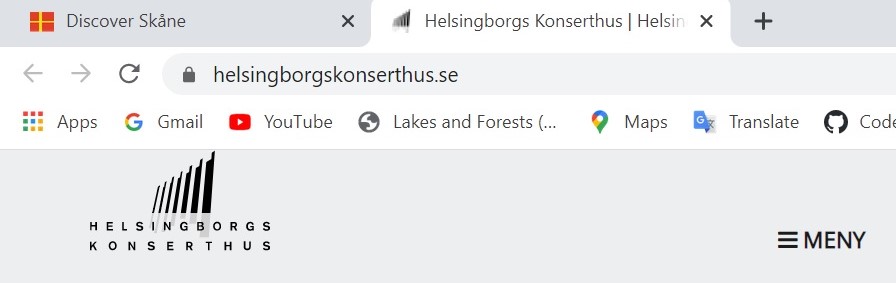 Discover Skåne
Helsingborgs Konserthus | Helsin
helsingborgskonserthus.se
Apps Gmail YouTube Lakes and Forests (... Maps Translate Code
HELSINGBORGS
KONSERTHUS
MENY